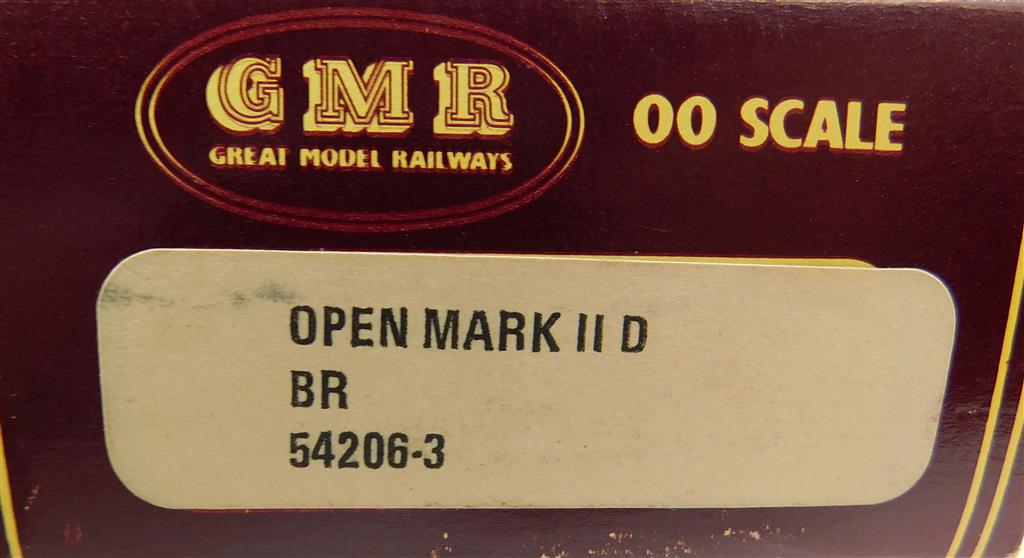 GMR
GREAT MODEL RAILWAYS
OO SCALE
OPEN MARK II D
BR
54206-3